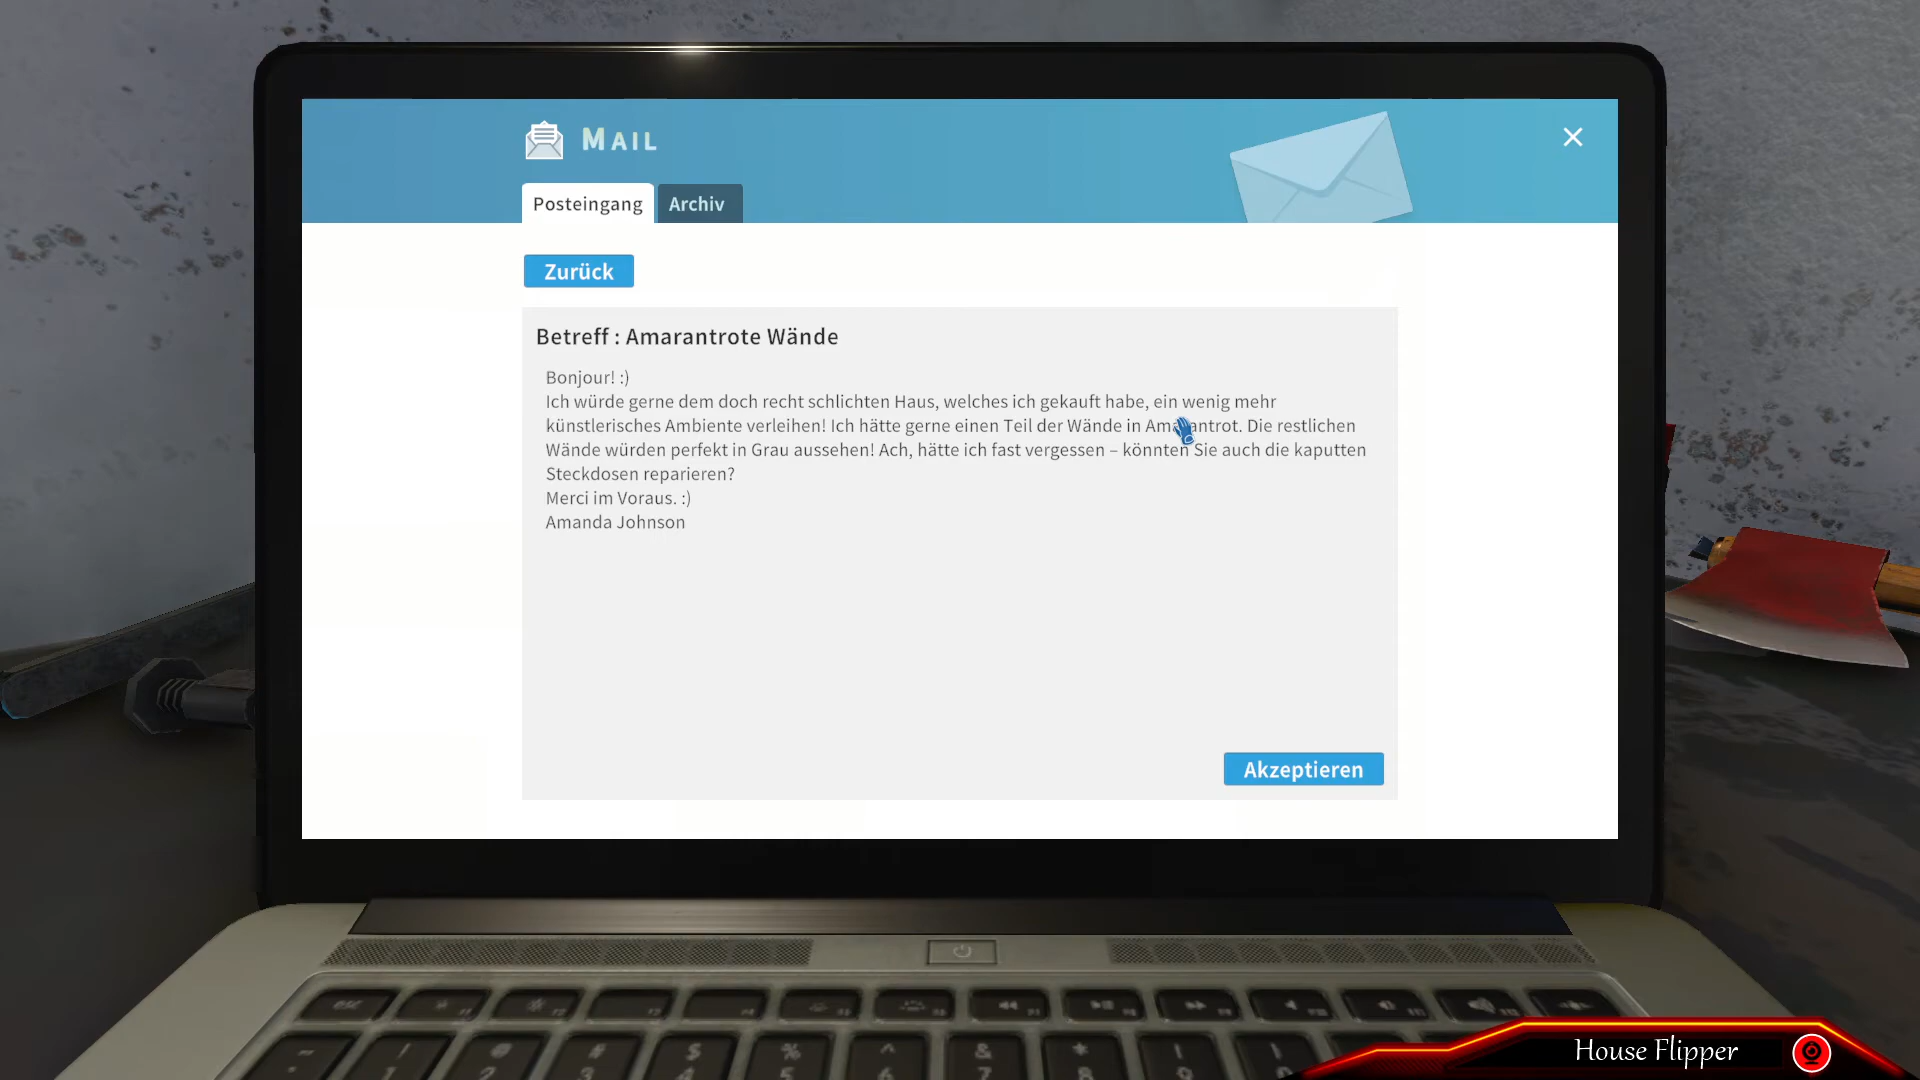 MAIL
Posteingang
Archiv
Zurück
Betreff : Amarantrote Wände
Bonjour! :)
Ich würde gerne dem doch recht schlichten Haus, welches ich gekauft habe, ein wenig mehr
künstlerisches Ambiente verleihen! Ich hätte gerne einen Teil der Wände in Amarantrot. Die restlichen
Wände würden perfekt in Grau aussehen! Ach, hätte ich fast vergessen – könnten Sie auch die kaputten
Steckdosen reparieren?
Merci im Voraus. :)
Amanda Johnson
Akzeptieren
esc
House Flipper